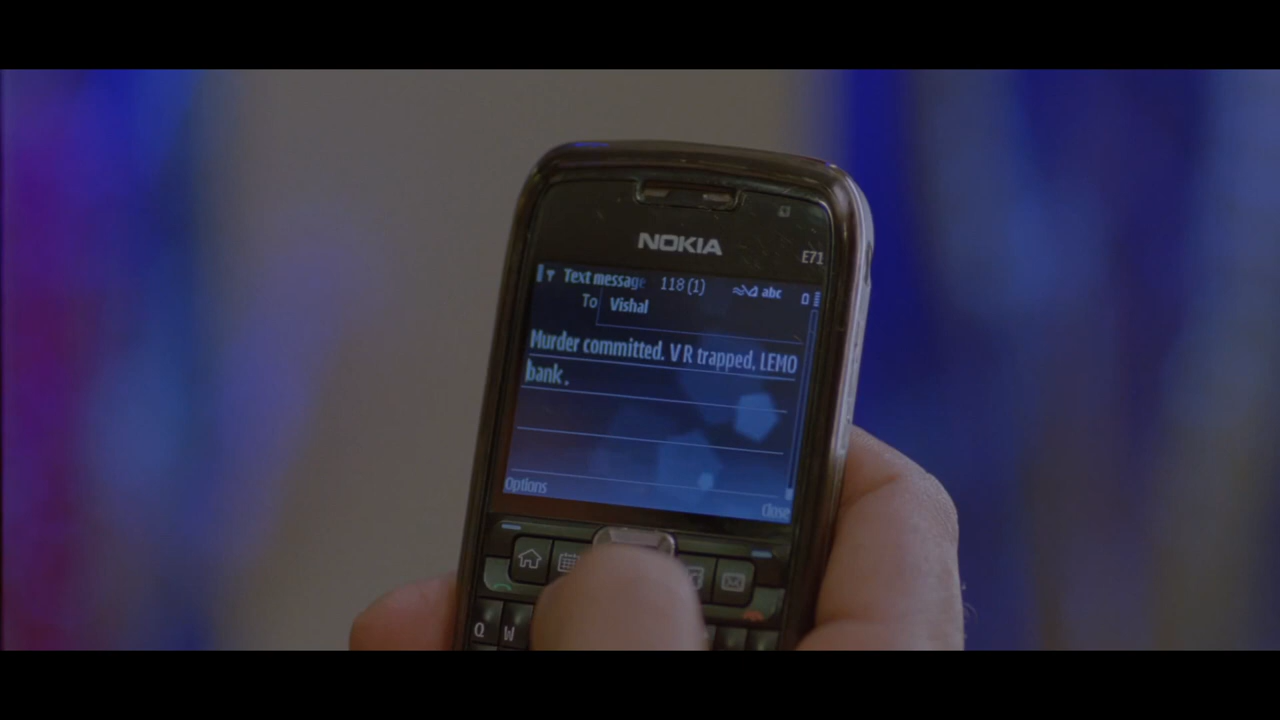 NOKIA
E71
Text message 118(1) abc
To Vishal
Murder committed. V R trapped, LEMO
bank.
Options
Close
Q W